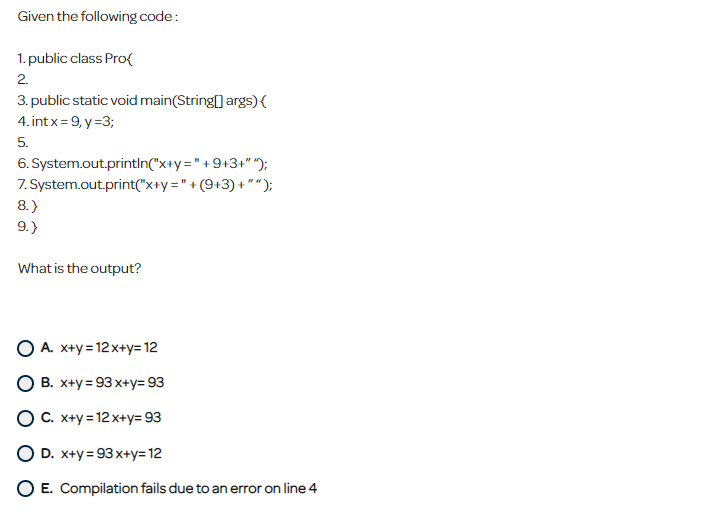 Given the following code :
1. public class Pro{
2.
3. public static void main(String[] args) {
4. int x = 9, y =3;
5.
6. System.out.println("x+y = " + 9+3+" “);
7. System.out.print("x+y = " + (9+3) + " “ );
8. }
9. }
What is the output?
A. x+y = 12 x+y= 12
B. x+y = 93 x+y= 93
C. x+y = 12 x+y= 93
D. x+y = 93 x+y= 12
E. Compilation fails due to an error on line 4